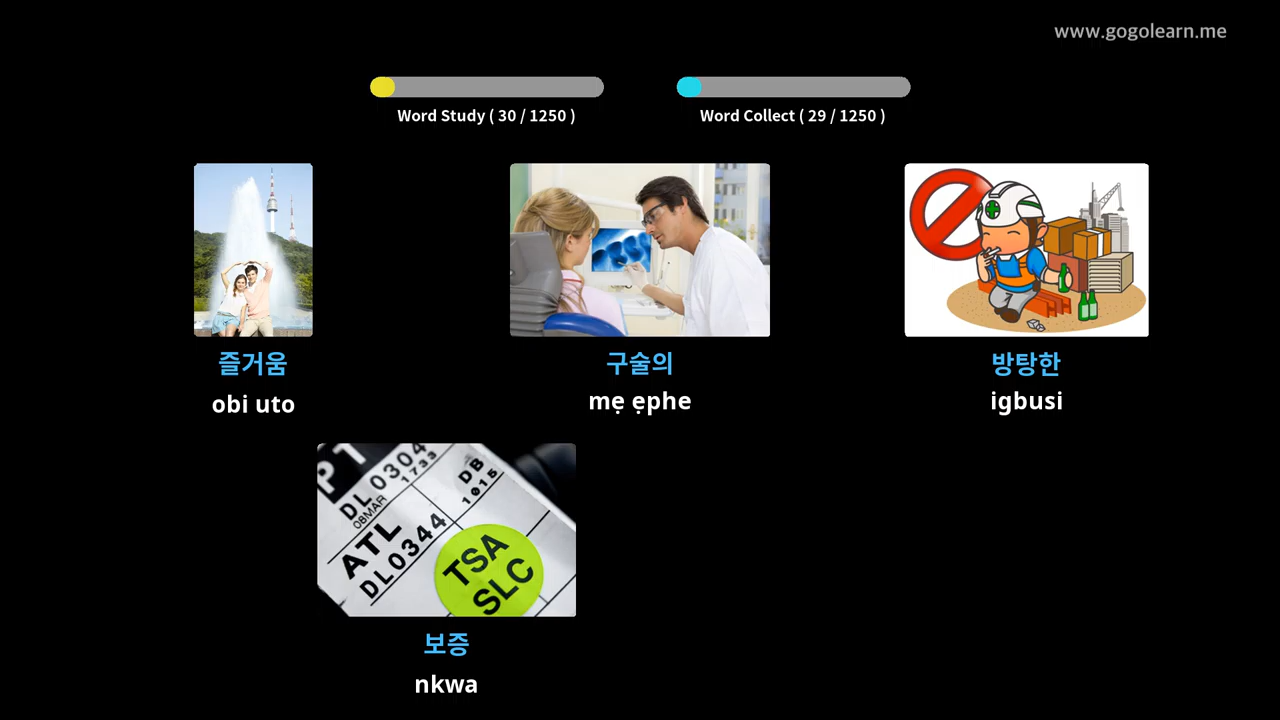 www.gogolearn.me
Word Study ( 30 / 1250 )
Word Collect ( 29 / 1250 )
즐거움
obi uto
구술의
mẹ ẹphe
방탕한
igbusi
PT
DL 0304
1733
08MAR
DB
1015
ATL
DL0344
TSA
SLC
보증
nkwa